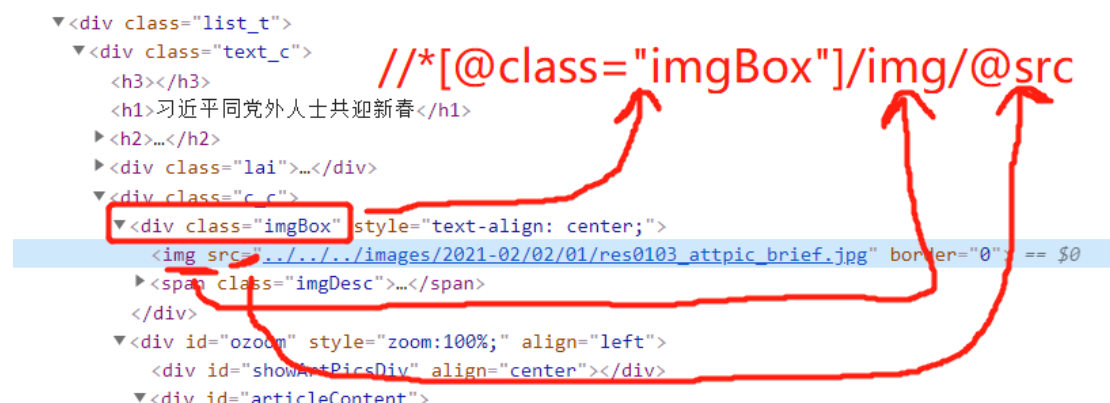 ▼<div class="list_t">
▼<div class="text_c">
//*[@class="imgBox"]/img/@src
<h3></h3>
<h1>习近平同党外人士共迎新春</h1>
▶<h2>…</h2>
▶<div class="lai">…</div>
▼<div class="c_c">
▼<div class="imgBox" style="text-align: center;">
<img src="../../../images/2021-02/02/01/res0103_attpic_brief.jpg" border="0"> == $0
▶<span class="imgDesc">…</span>
</div>
▼<div id="ozoom" style="zoom:100%;" align="left">
<div id="showArtPicsDiv" align="center"></div>
▼<div id="articleContent">